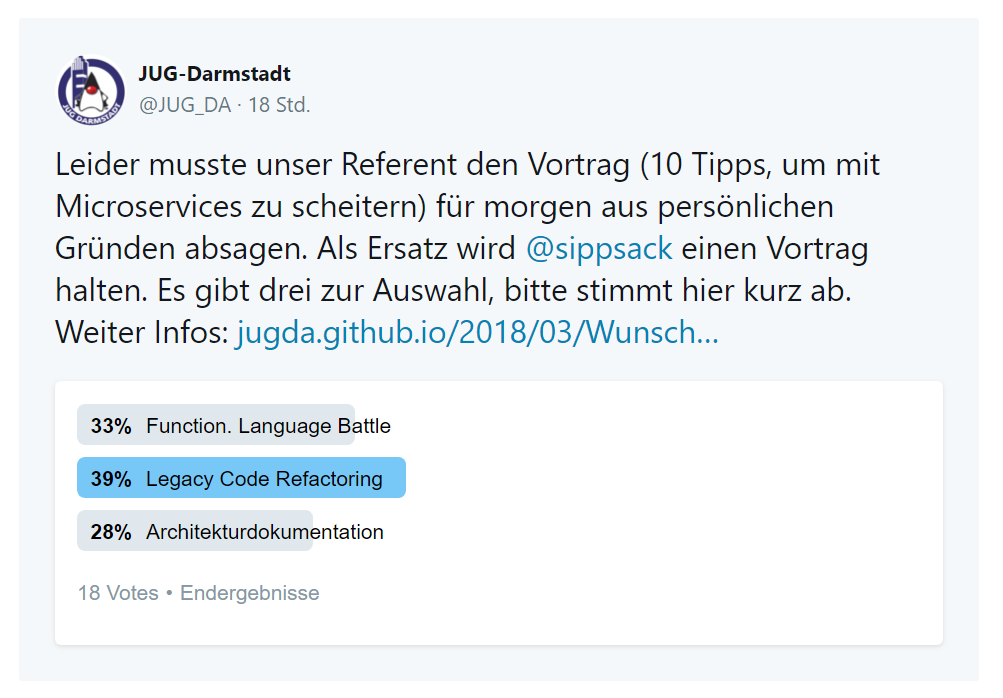 JUG-Darmstadt
@JUG_DA · 18 Std.
JUG DARMSTADT
Leider musste unser Referent den Vortrag (10 Tipps, um mit
Microservices zu scheitern) für morgen aus persönlichen
Gründen absagen. Als Ersatz wird @sippsack einen Vortrag
halten. Es gibt drei zur Auswahl, bitte stimmt hier kurz ab.
Weiter Infos: jugda.github.io/2018/03/Wunsch...
33% Function. Language Battle
39% Legacy Code Refactoring
28% Architekturdokumentation
18 Votes • Endergebnisse